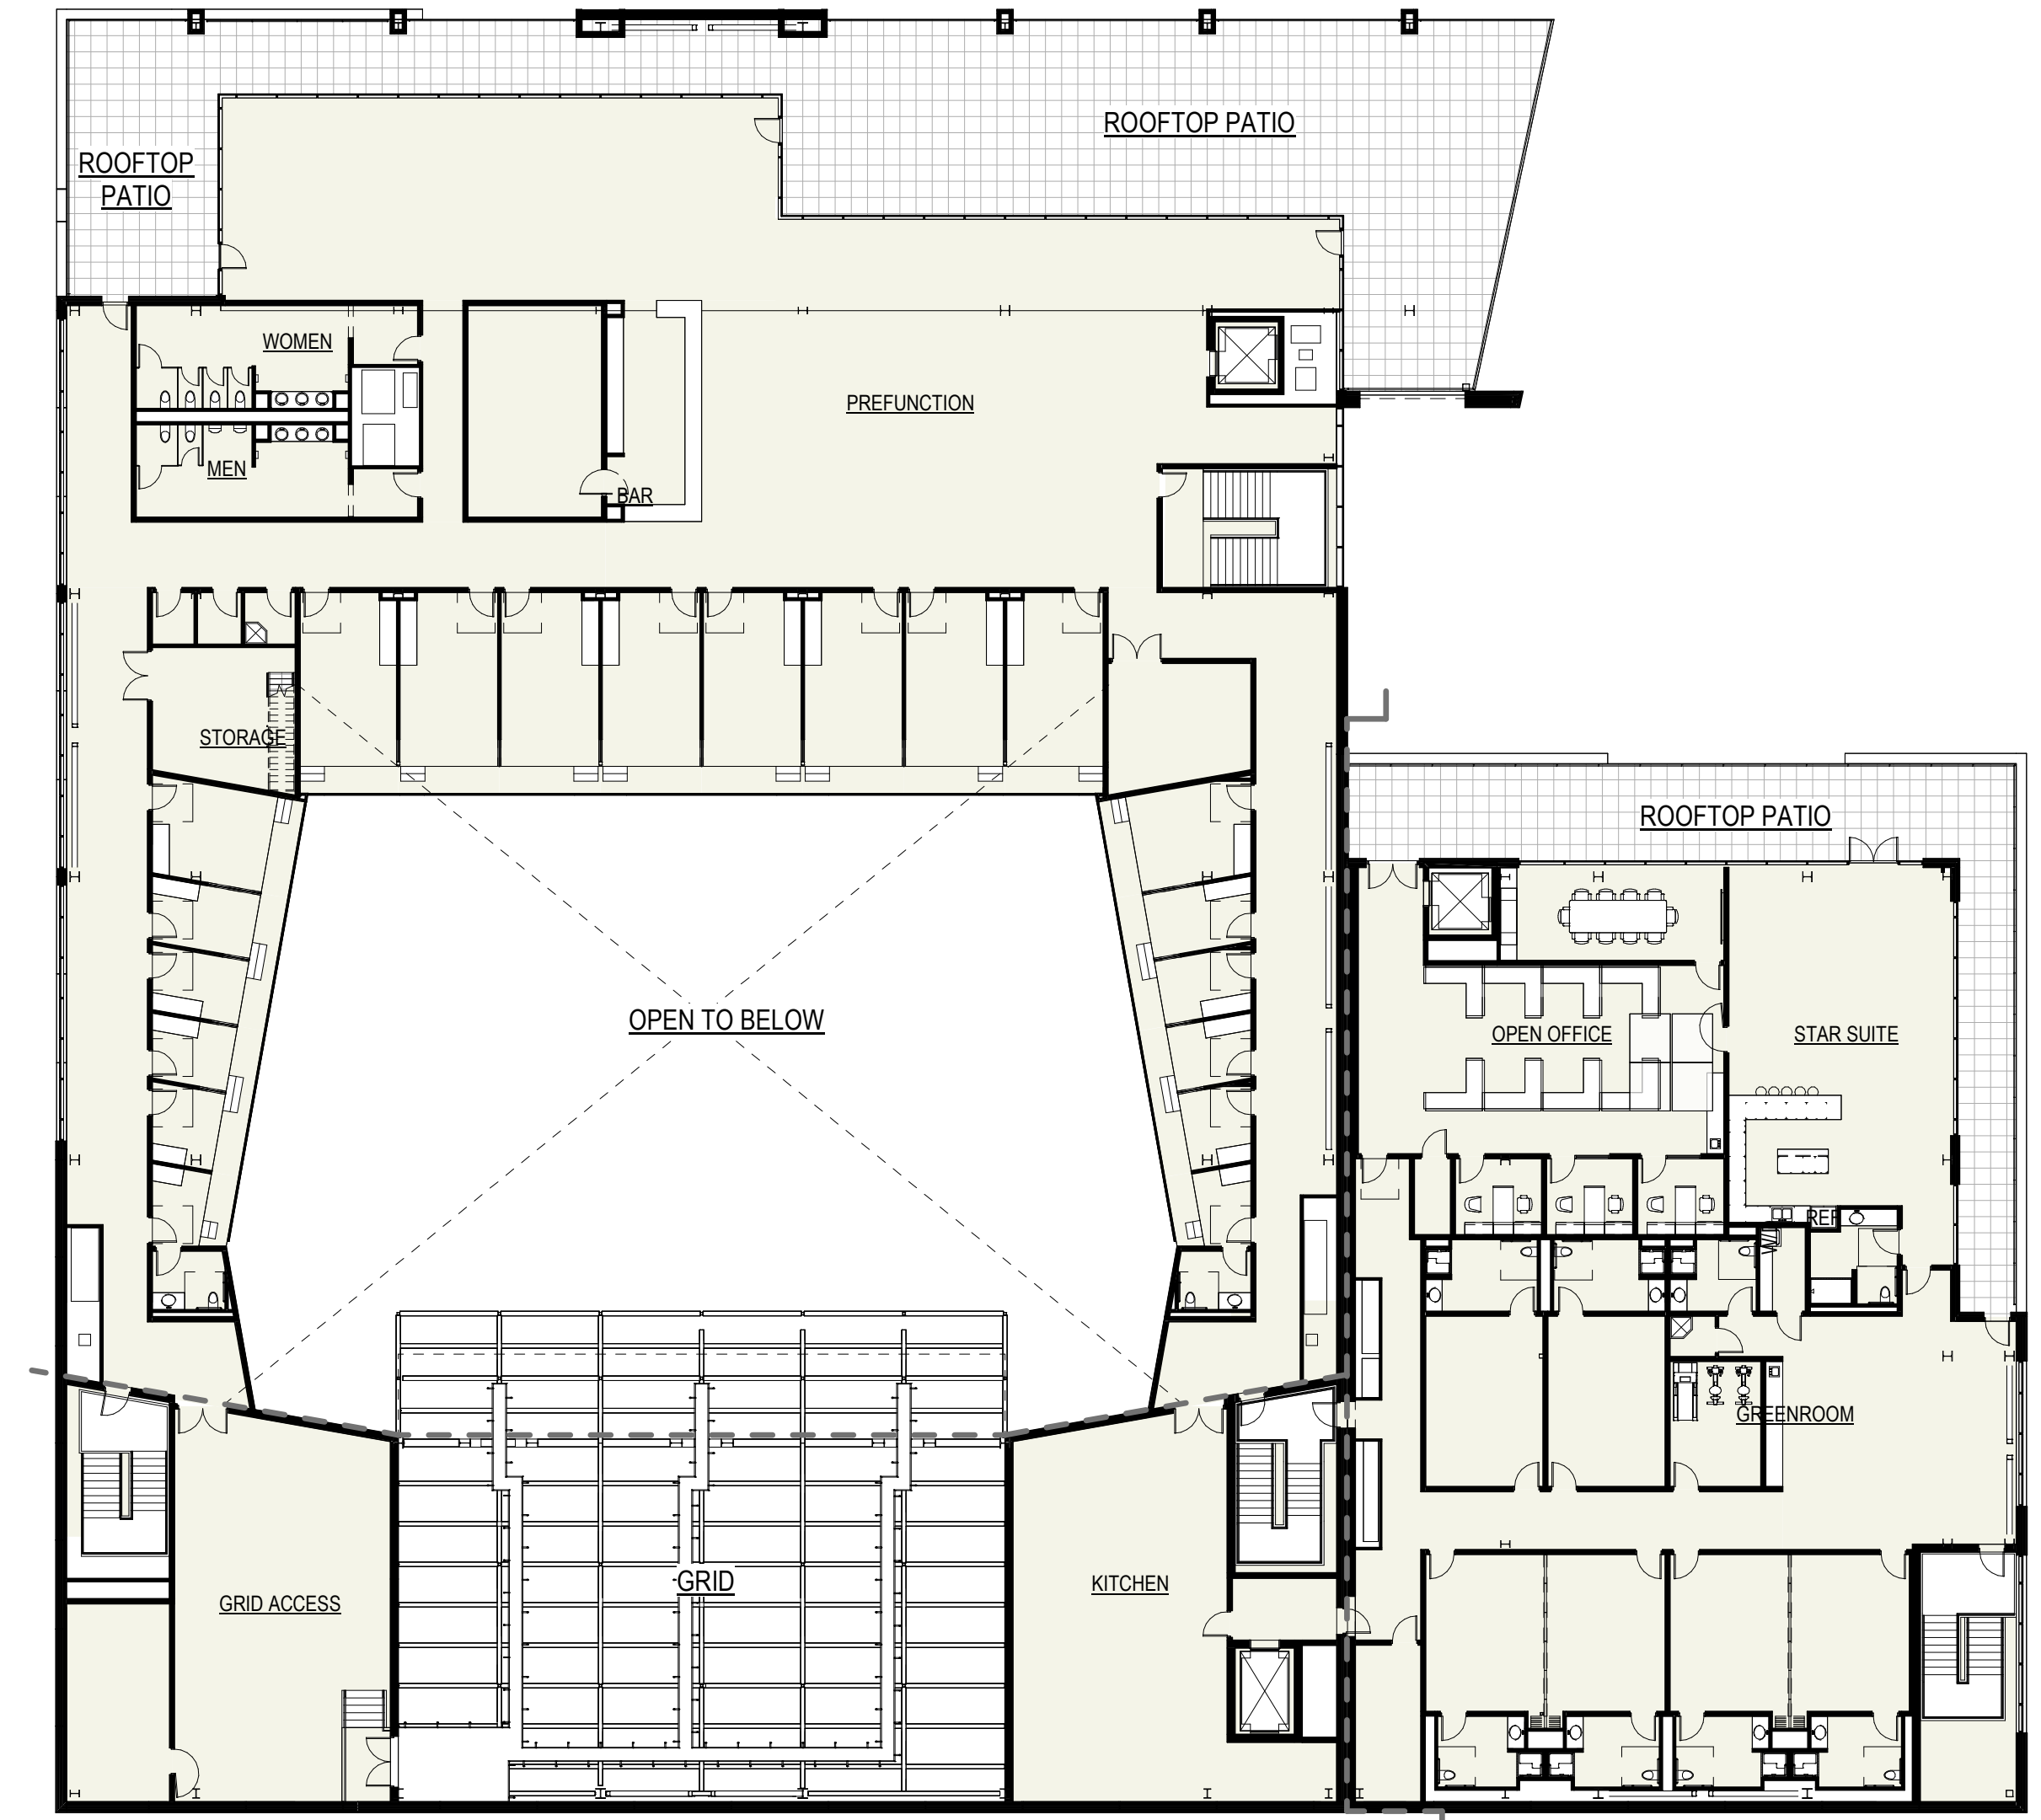 ROOFTOP PATIO
ROOFTOP
PATIO
WOMEN
PREFUNCTION
MEN
BAR
STORAGE
ROOFTOP PATIO
OPEN TO BELOW
OPEN OFFICE
STAR SUITE
REF
GREENROOM
GRID
KITCHEN
GRID ACCESS